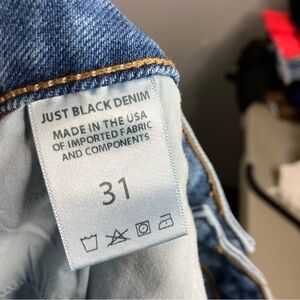 JUST BLACK DENIM
MADE IN THE USA
OF IMPORTED FABRIC
AND COMPONENTS
31